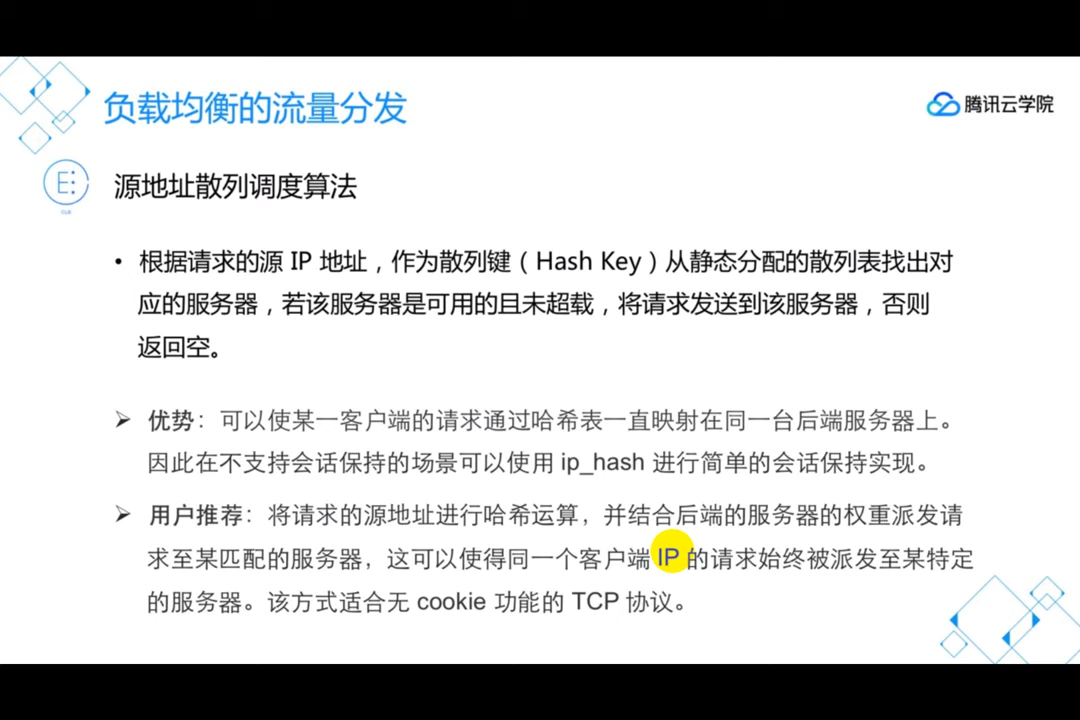 负载均衡的流量分发
腾讯云学院
CLB
源地址散列调度算法
• 根据请求的源 IP 地址，作为散列键（Hash Key）从静态分配的散列表找出对
应的服务器，若该服务器是可用的且未超载，将请求发送到该服务器，否则
返回空。
➢ 优势：可以使某一客户端的请求通过哈希表一直映射在同一台后端服务器上。
因此在不支持会话保持的场景可以使用 ip_hash 进行简单的会话保持实现。
➢ 用户推荐：将请求的源地址进行哈希运算，并结合后端的服务器的权重派发请
求至某匹配的服务器，这可以使得同一个客户端 IP 的请求始终被派发至某特定
的服务器。该方式适合无 cookie 功能的 TCP 协议。